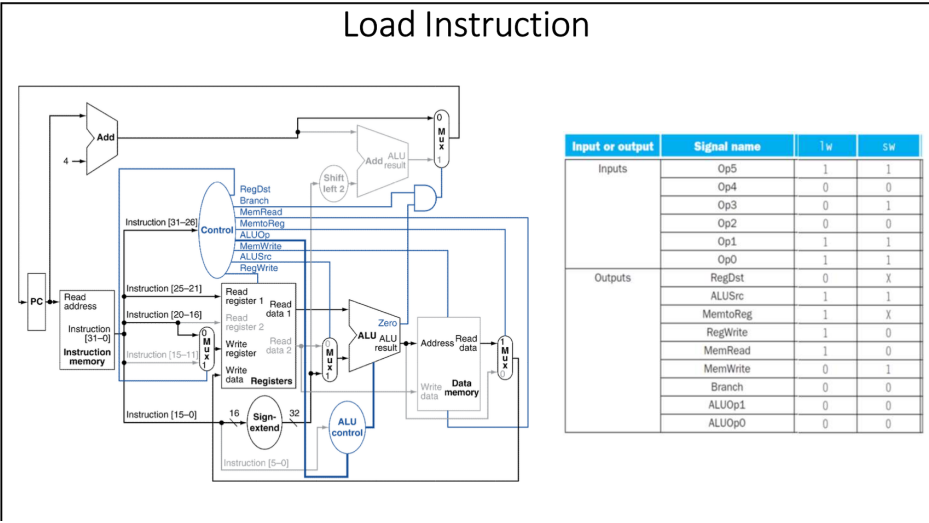 Load Instruction
Add
4
0
M
u
x
1
Add ALU
result
Shift
left 2
RegDst
Branch
MemRead
MemtoReg
ALUOp
MemWrite
ALUSrc
RegWrite
Control
Instruction [31–26]
Instruction [25–21]
Instruction [20–16]
Instruction [15–11]
Instruction [15–0]
PC
Read
address
Instruction
[31–0]
Instruction
memory
0
M
u
x
1
Read
register 1
Read
data 1
Read
register 2
Write
register
Read
data 2
Write
data
Registers
0
M
u
x
1
Zero
ALU ALU
result
Address
Read
data
Write
data
Data
memory
1
M
u
x
0
16
Sign-
extend
32
ALU
control
Instruction [5–0]
Input or output Signal name lw sw
Inputs Op5 1 1
Op4 0 0
Op3 0 1
Op2 0 0
Op1 1 1
Op0 1 1
Outputs RegDst 0 X
ALUSrc 1 1
MemtoReg 1 X
RegWrite 1 0
MemRead 1 0
MemWrite 0 1
Branch 0 0
ALUOp1 0 0
ALUOp0 0 0